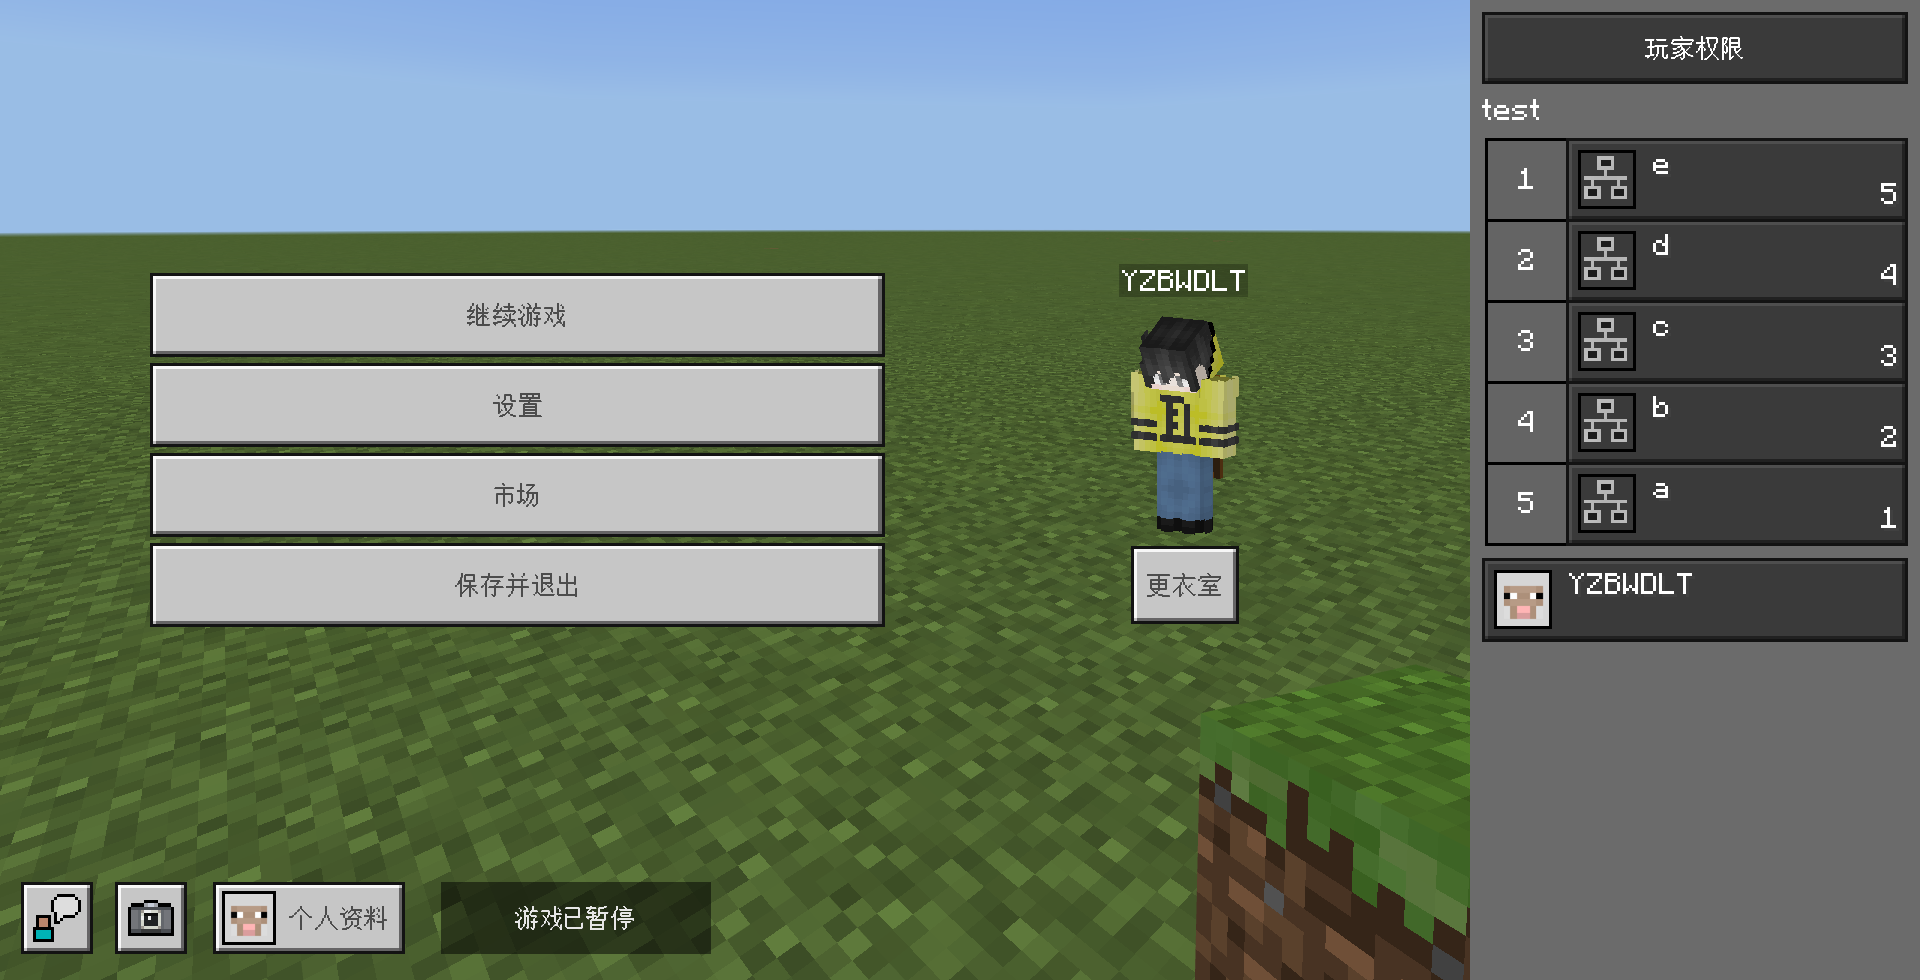 继续游戏
设置
市场
保存并退出
YZBWDLT
更衣室
个人资料
游戏已暂停
玩家权限
test
1 e 5
2 d 4
3 c 3
4 b 2
5 a 1
YZBWDLT